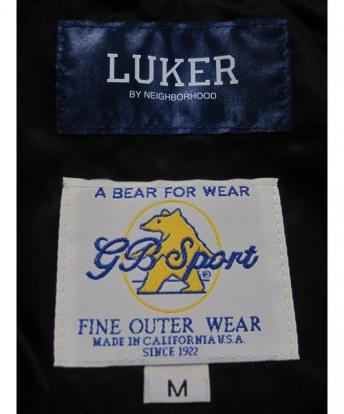 LUKER
BY NEIGHBORHOOD
A BEAR FOR WEAR
GB Sport
®
FINE OUTER WEAR
MADE IN CALIFORNIA U.S.A.
SINCE 1922
M